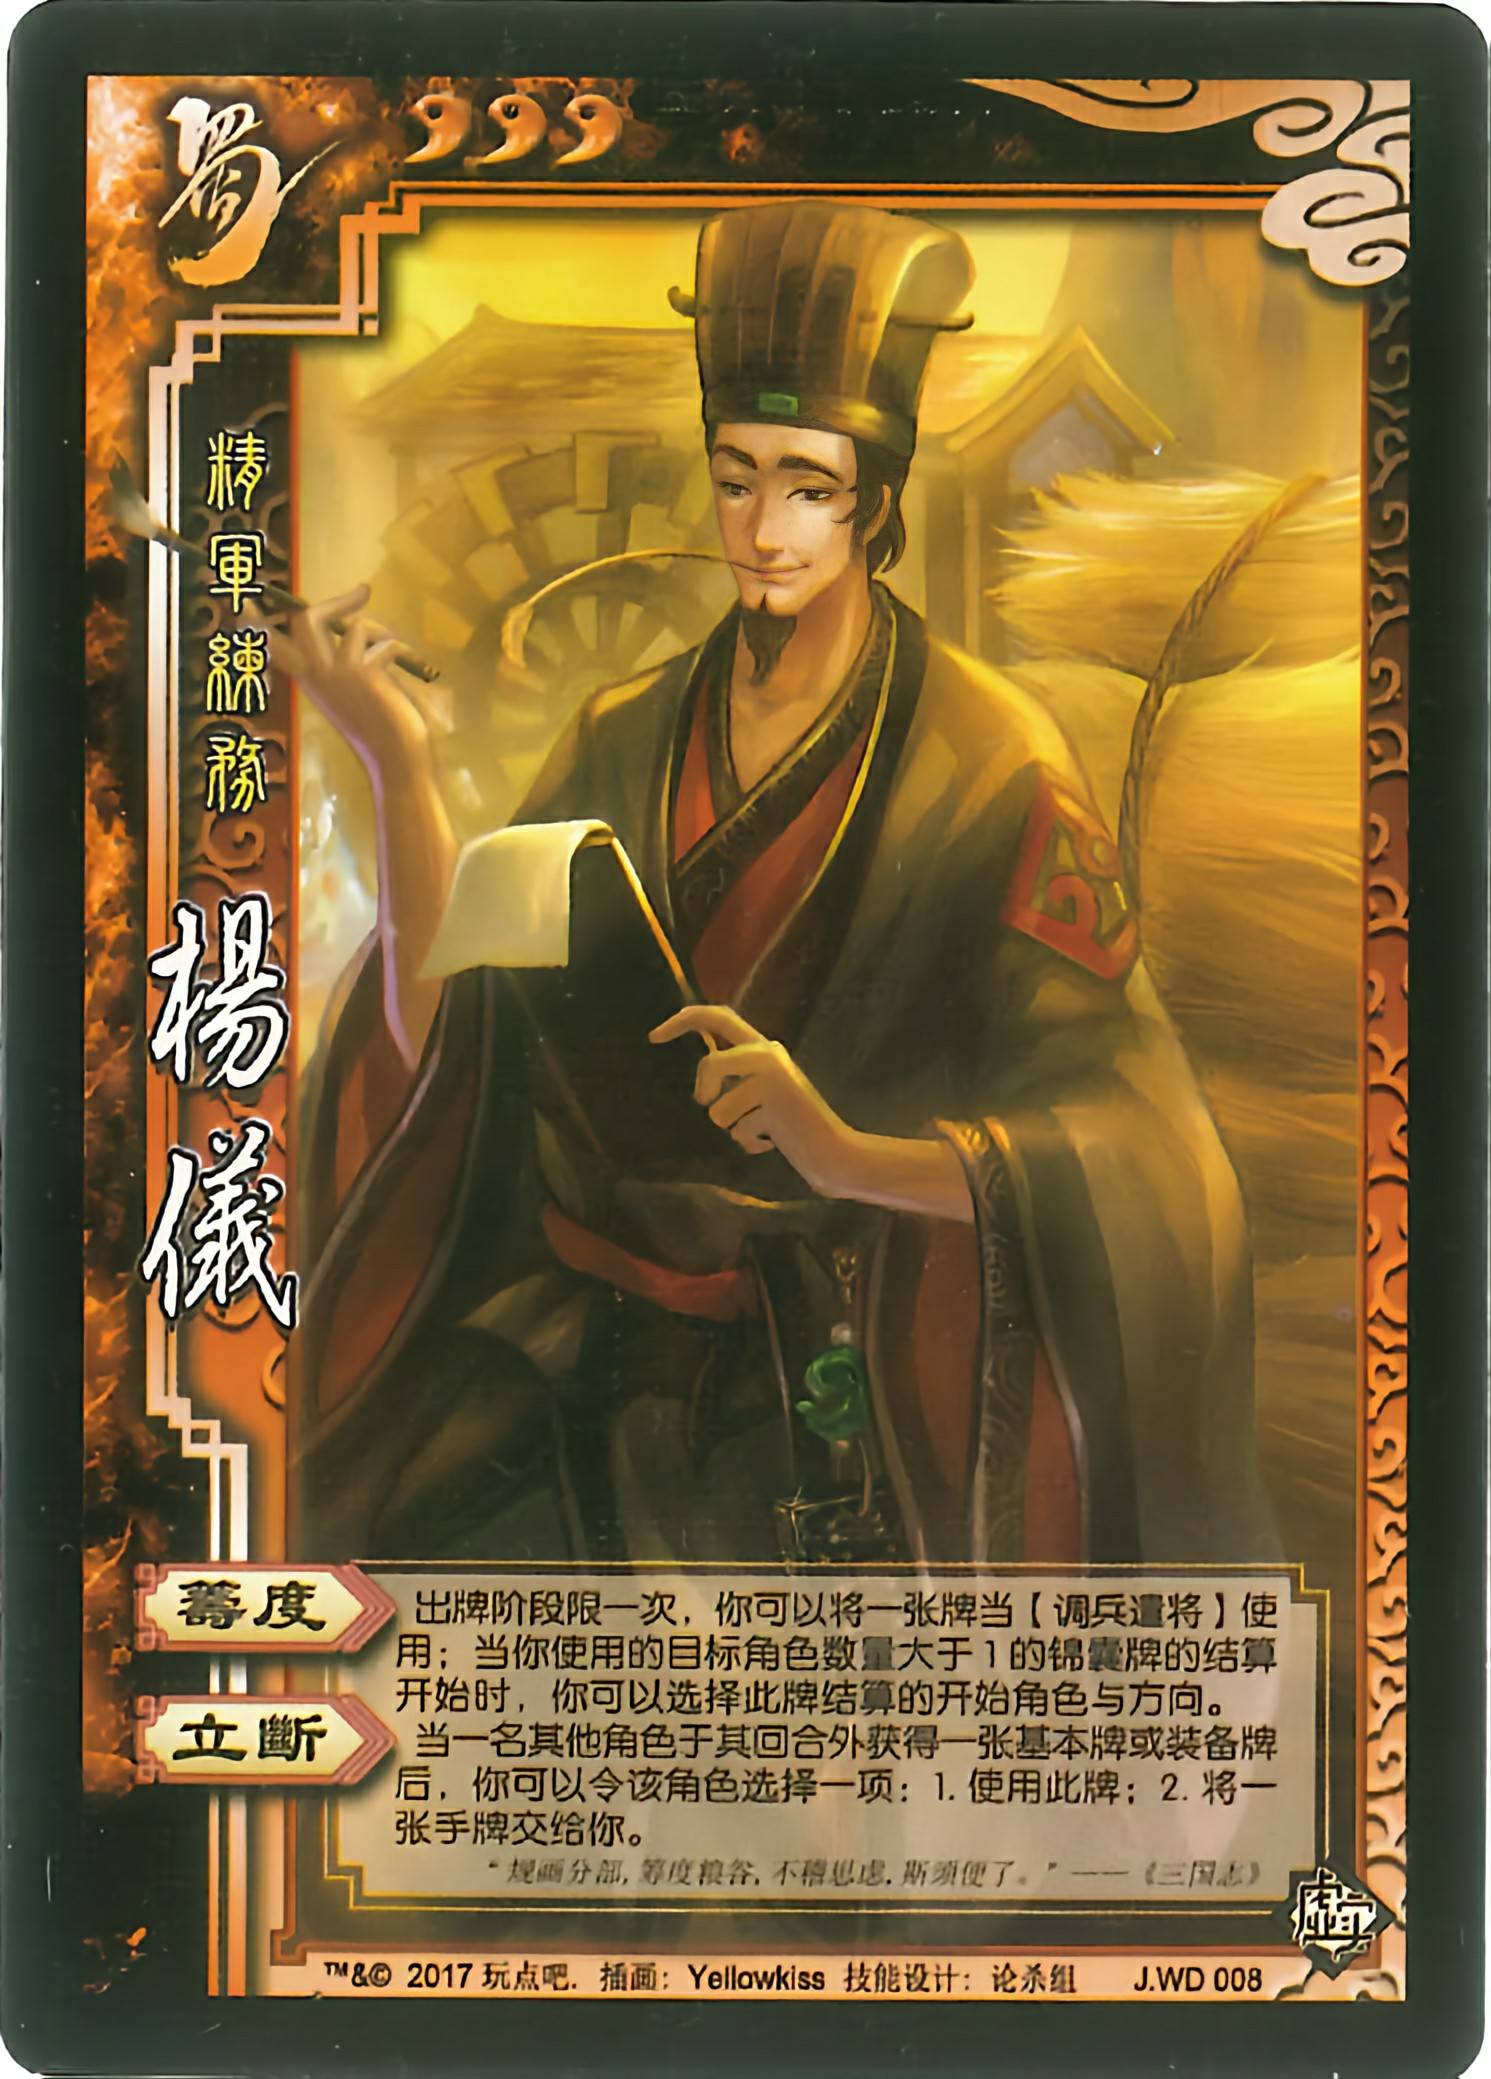 蜀
精軍練務
楊儀
籌度
出牌阶段限一次，你可以将一张牌当【调兵遣将】使
用；当你使用的目标角色数量大于1的锦囊牌的结算
开始时，你可以选择此牌结算的开始角色与方向。
立斷
当一名其他角色于其回合外获得一张基本牌或装备牌
后，你可以令该角色选择一项：1.使用此牌；2.将一
张手牌交给你。
“规画分部,筹度粮谷,不稽思虑,斯须便了。”——《三国志》
™&© 2017 玩点吧. 插画：Yellowkiss 技能设计：论杀组 J.WD 008